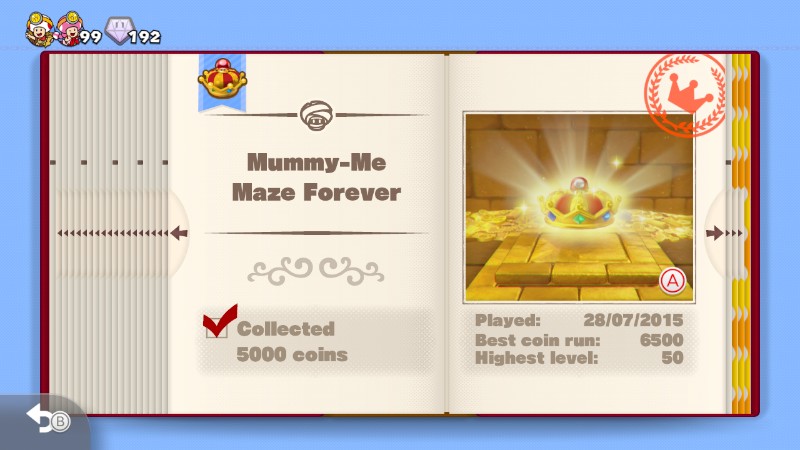 99 192
Mummy-Me
Maze Forever
Collected
5000 coins
A
Played: 28/07/2015
Best coin run: 6500
Highest level: 50
B